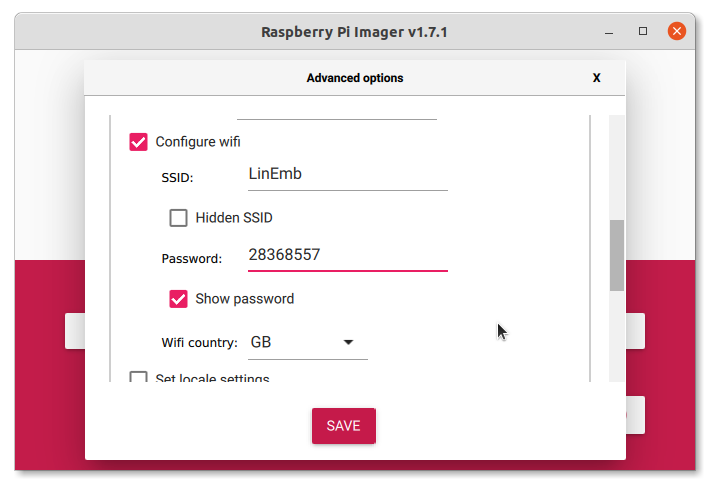 Raspberry Pi Imager v1.7.1
Advanced options X
Configure wifi
SSID: LinEmb
Hidden SSID
Password: 28368557
Show password
Wifi country: GB
Set locale settings
SAVE